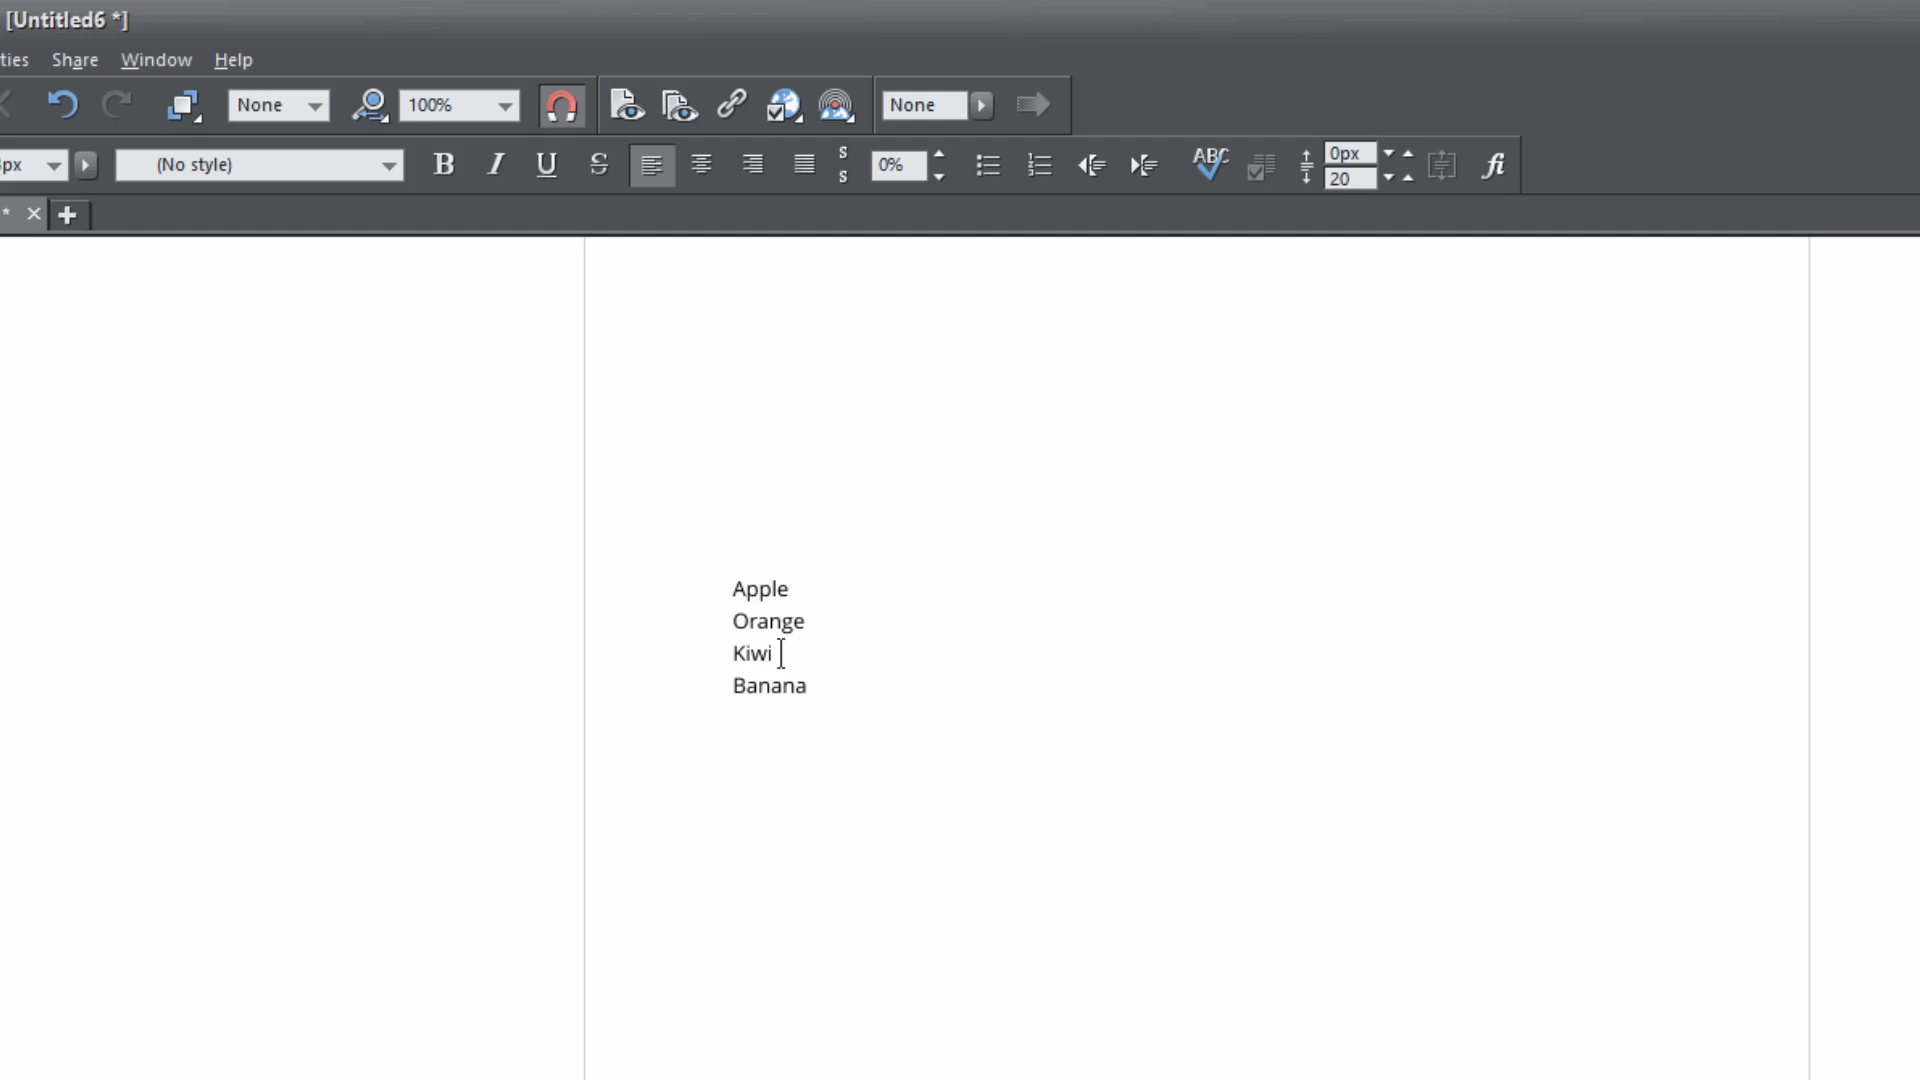 [Untitled6 *]
ties Share Window Help
None 100% None
px (No style) B I U S S S 0% ABC 0px 20 fi
*
Apple
Orange
Kiwi
Banana